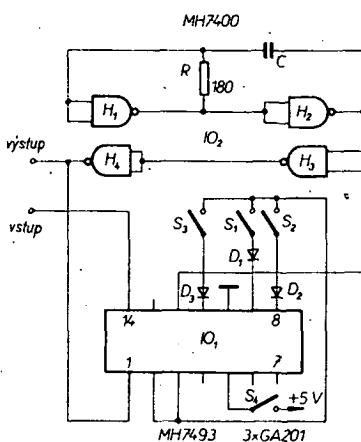 MH7400
R
180
C
H₁
H₂
IO₂
výstup
H₄
H₃
vstup
S₃
S₁
S₂
D₁
D₃
D₂
14
8
IO₁
1
7
S₄
+5 V
MH7493
3×GA201